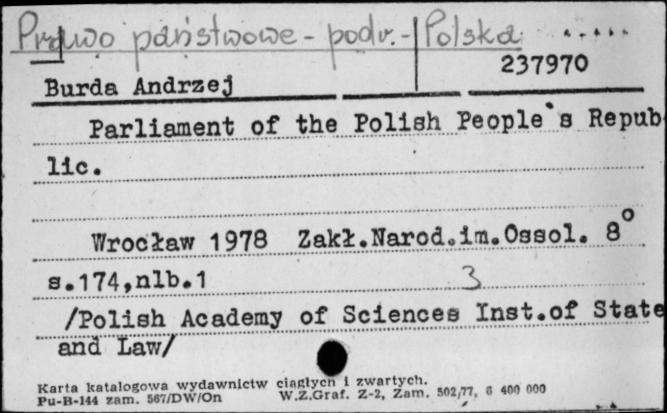 Prawo państwowe - podr. - Polska
237970
Burda Andrzej
Parliament of the Polish People`s Repub-
lic.
Wrocław 1978 Zakł.Narod.im.Ossol. 8°
s.174,nlb.1 3
/Polish Academy of Sciences Inst.of State
and Law/
Karta katalogowa wydawnictw ciągłych i zwartych.
Pu-B-144 zam. 567/DW/On W.Z.Graf. Z-2, Zam. 502/77, 6 400 000